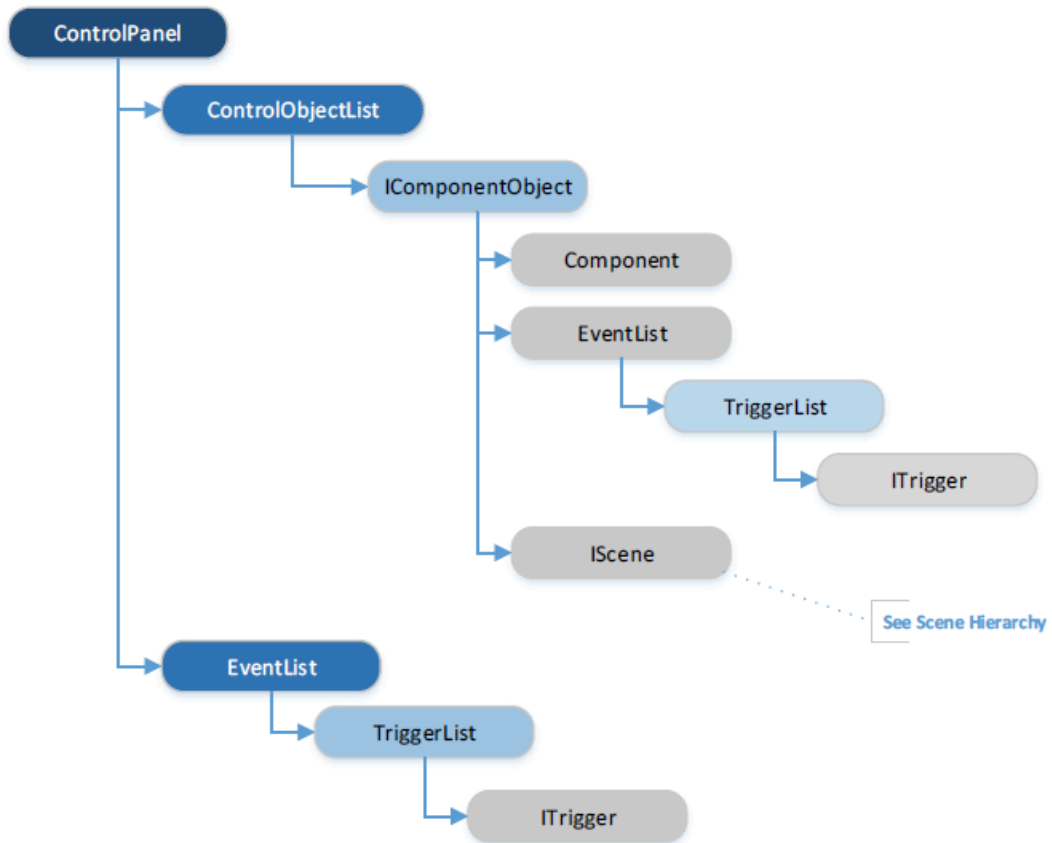 ControlPanel
ControlObjectList
IComponentObject
Component
EventList
TriggerList
ITrigger
IScene
See Scene Hierarchy
EventList
TriggerList
ITrigger